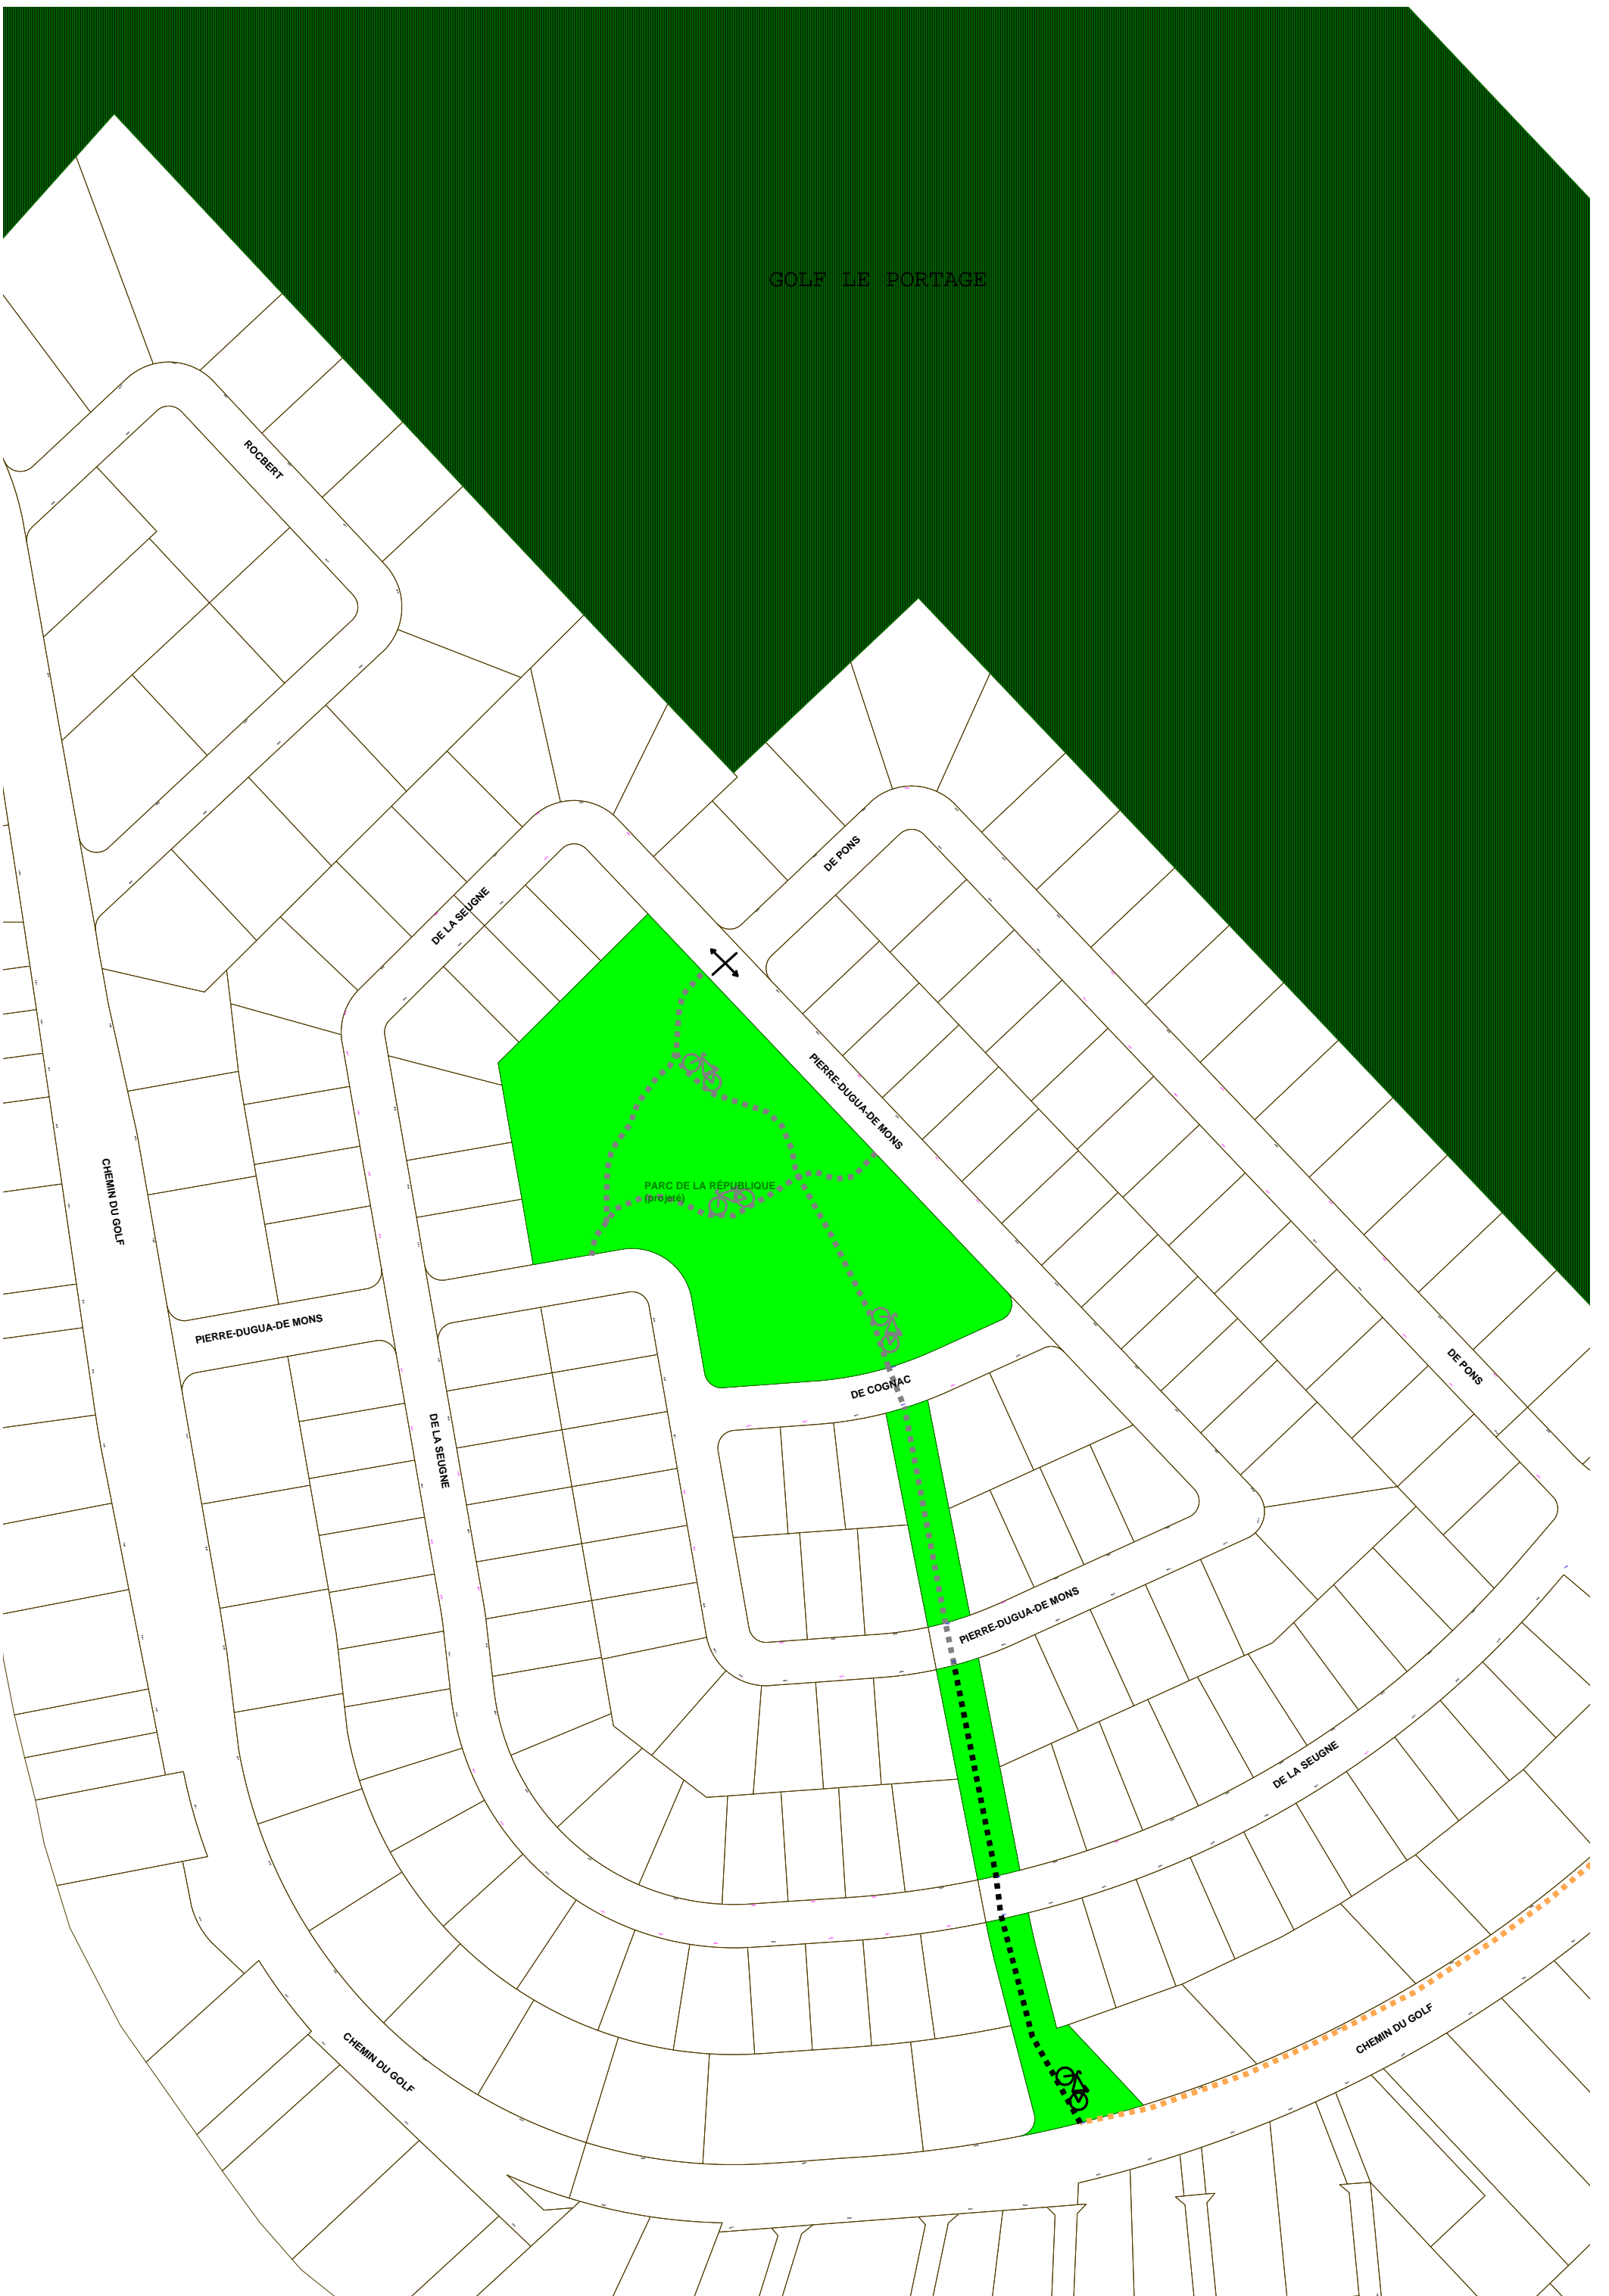 GOLF LE PORTAGE
ROCBERT
DE PONS
DE LA SEUGNE
PIERRE-DUGUA-DE MONS
CHEMIN DU GOLF
PARC DE LA RÉPUBLIQUE
(projeté)
PIERRE-DUGUA-DE MONS
DE PONS
DE COGNAC
DE LA SEUGNE
PIERRE-DUGUA-DE MONS
DE LA SEUGNE
CHEMIN DU GOLF
CHEMIN DU GOLF